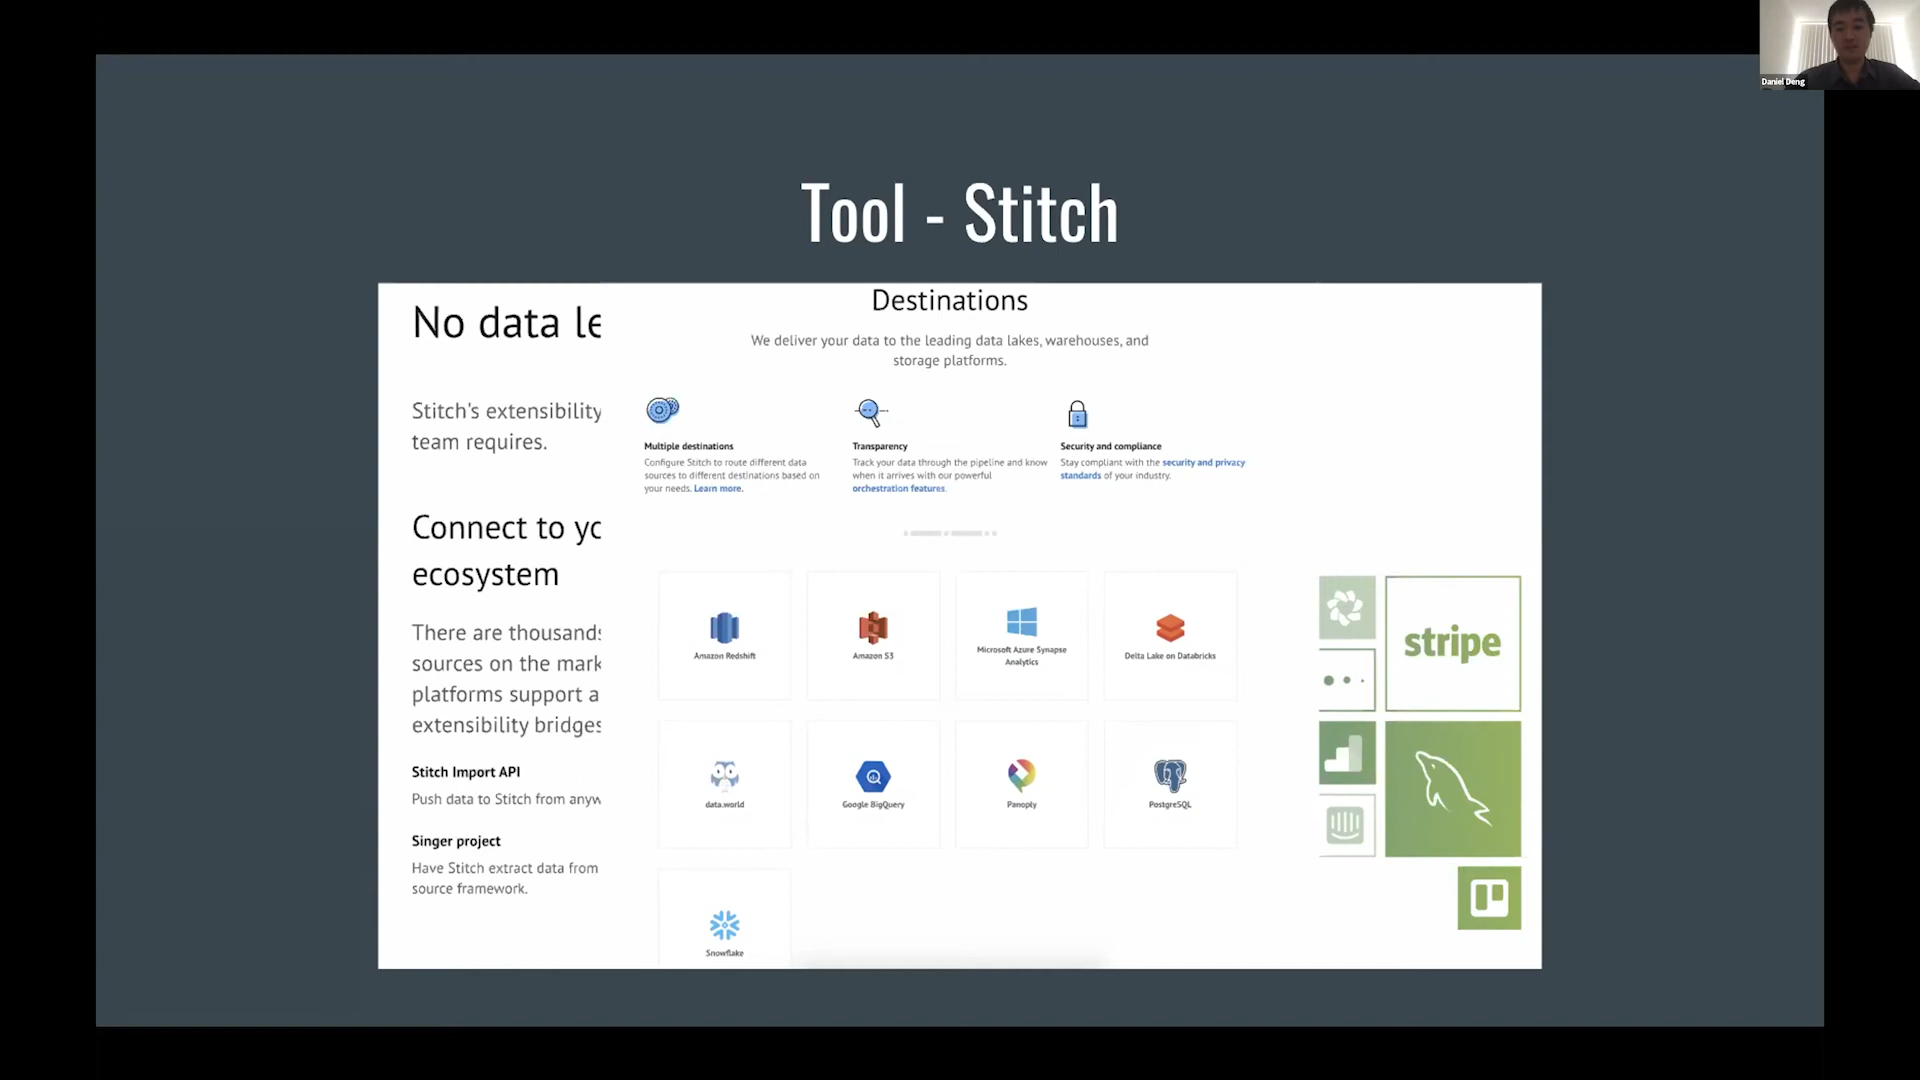 Daniel Deng
Tool - Stitch
No data le
Stitch's extensibility
team requires.
Connect to yo
ecosystem
There are thousands
sources on the mark
platforms support a
extensibility bridges
Stitch Import API
Push data to Stitch from anyw
Singer project
Have Stitch extract data from
source framework.
Destinations
We deliver your data to the leading data lakes, warehouses, and
storage platforms.
Multiple destinations
Configure Stitch to route different data
sources to different destinations based on
your needs. Learn more.
Transparency
Track your data through the pipeline and know
when it arrives with our powerful
orchestration features.
Security and compliance
Stay compliant with the security and privacy
standards of your industry.
Amazon Redshift
Amazon S3
Microsoft Azure Synapse
Analytics
Delta Lake on Databricks
data.world
Google BigQuery
Panoply
PostgreSQL
Snowflake
stripe